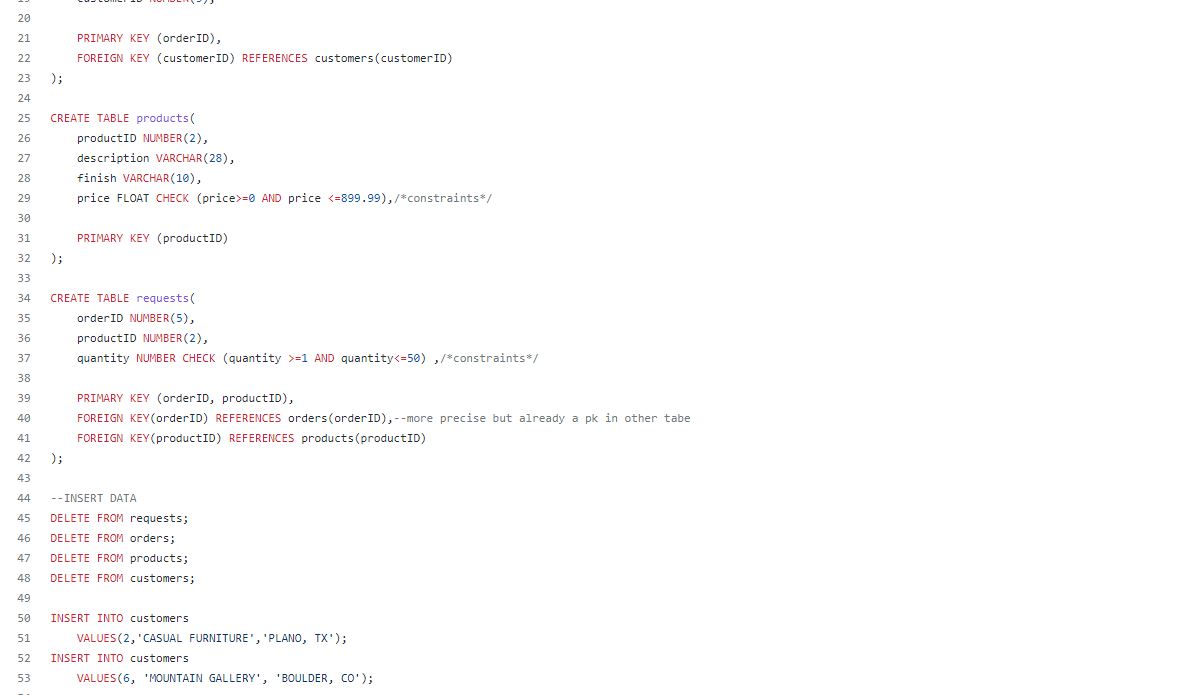 20
21 PRIMARY KEY (orderID),
22 FOREIGN KEY (customerID) REFERENCES customers(customerID)
23 );
24
25 CREATE TABLE products(
26 productID NUMBER(2),
27 description VARCHAR(28),
28 finish VARCHAR(10),
29 price FLOAT CHECK (price>=0 AND price <=899.99),/*constraints*/
30
31 PRIMARY KEY (productID)
32 );
33
34 CREATE TABLE requests(
35 orderID NUMBER(5),
36 productID NUMBER(2),
37 quantity NUMBER CHECK (quantity >=1 AND quantity<=50) ,/*constraints*/
38
39 PRIMARY KEY (orderID, productID),
40 FOREIGN KEY(orderID) REFERENCES orders(orderID),--more precise but already a pk in other tabe
41 FOREIGN KEY(productID) REFERENCES products(productID)
42 );
43
44 --INSERT DATA
45 DELETE FROM requests;
46 DELETE FROM orders;
47 DELETE FROM products;
48 DELETE FROM customers;
49
50 INSERT INTO customers
51 VALUES(2,'CASUAL FURNITURE','PLANO, TX');
52 INSERT INTO customers
53 VALUES(6, 'MOUNTAIN GALLERY', 'BOULDER, CO');